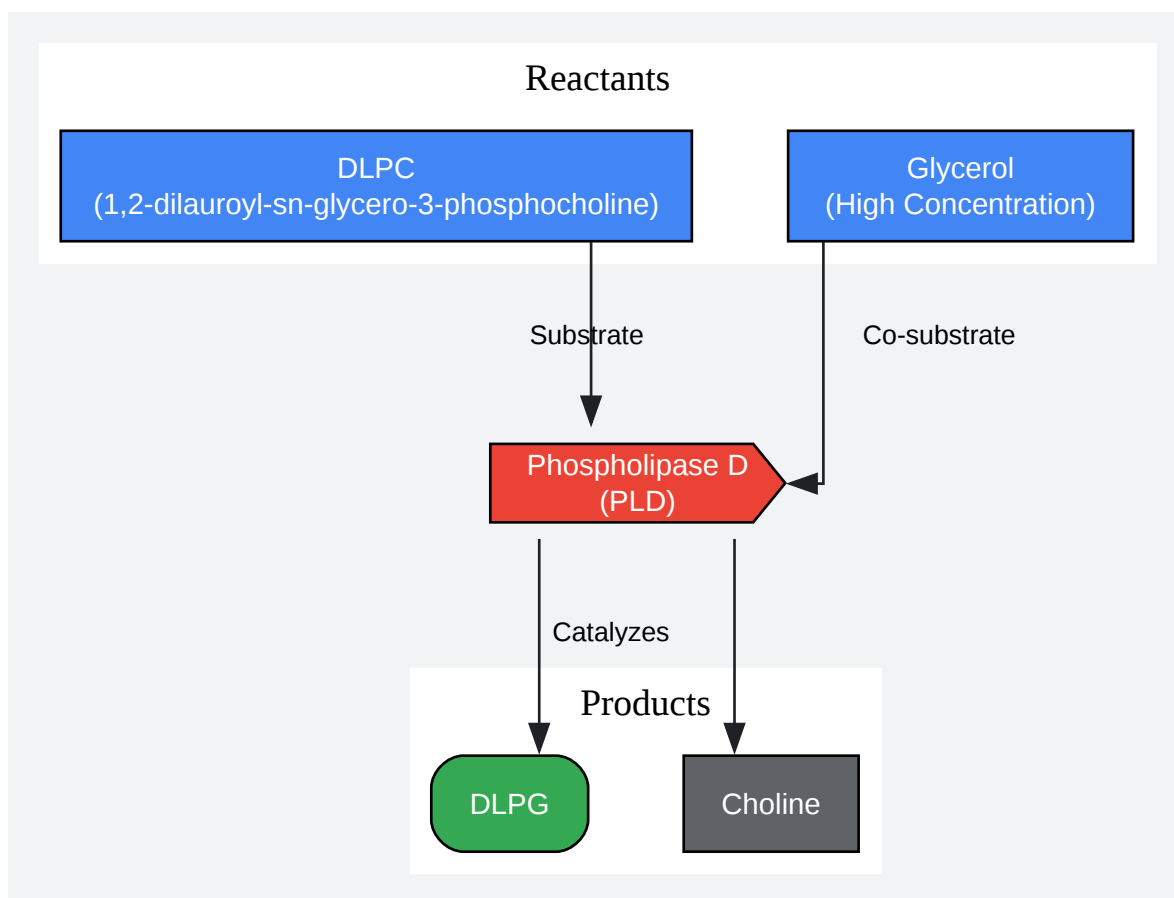 Reactants
DLPC
(1,2-dilauroyl-sn-glycero-3-phosphocholine)
Glycerol
(High Concentration)
Substrate
Co-substrate
Phospholipase D
(PLD)
Catalyzes
Products
DLPG
Choline